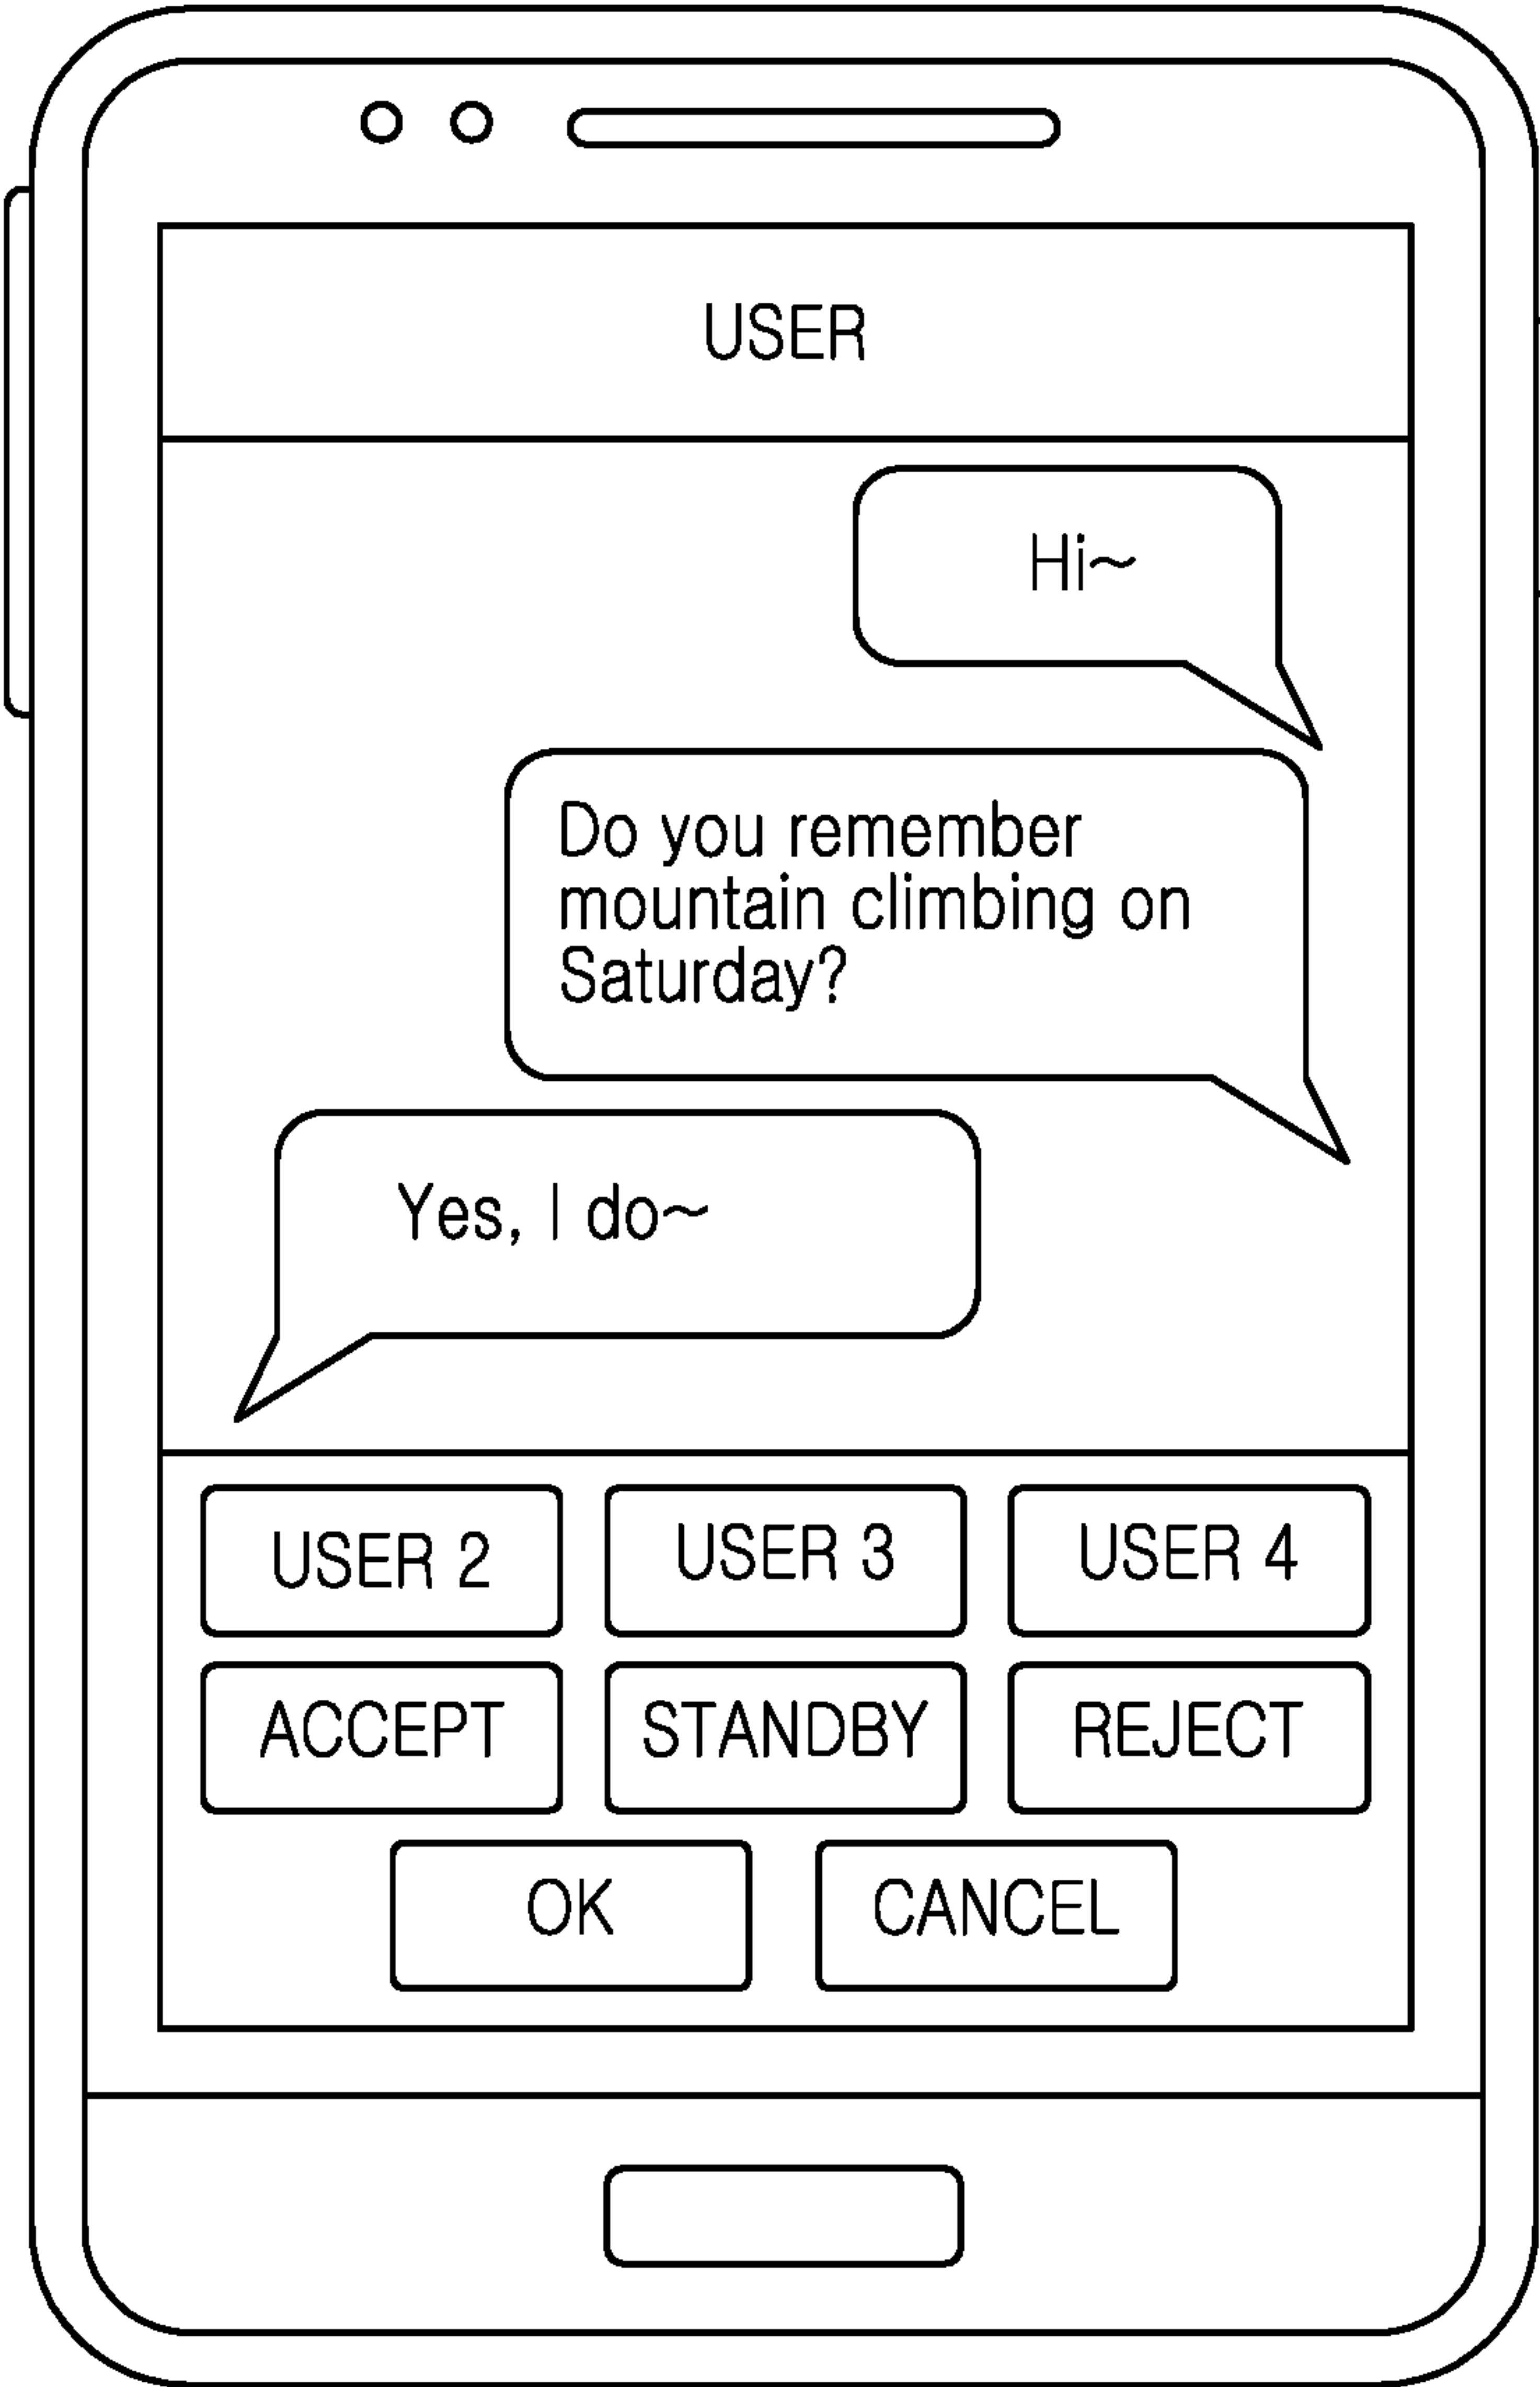 USER
Hi~
Do you remember
mountain climbing on
Saturday?
Yes, I do~
USER 2 USER 3 USER 4
ACCEPT STANDBY REJECT
OK CANCEL